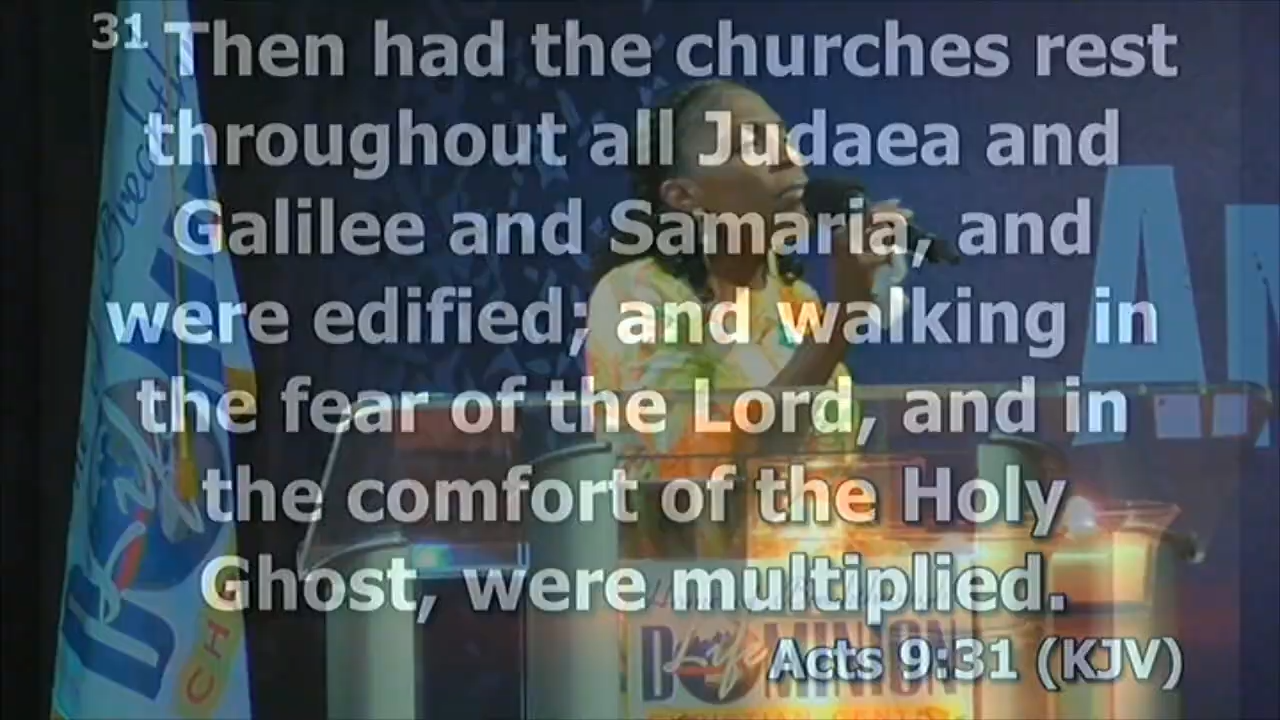 31 Then had the churches rest
throughout all Judaea and
Galilee and Samaria, and
were edified; and walking in
the fear of the Lord, and in
the comfort of the Holy
Ghost, were multiplied.
Acts 9:31 (KJV)
Life
DOMINION